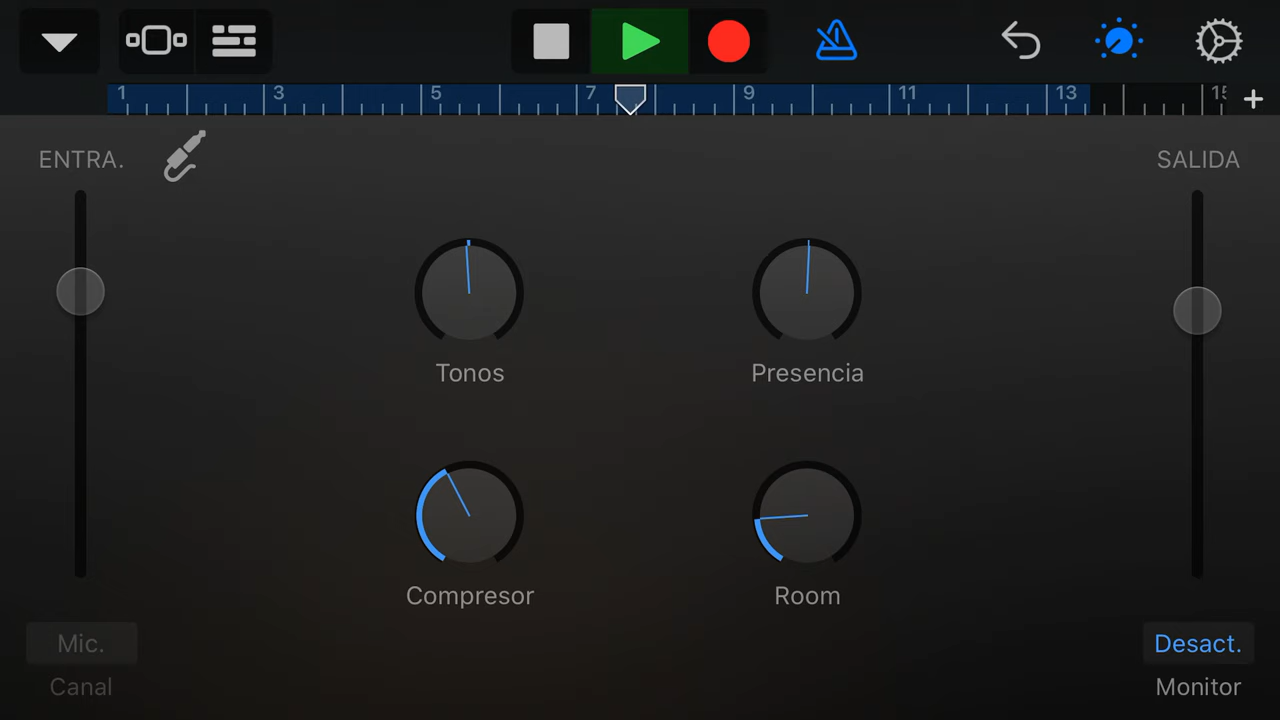 1 3 5 7 9 11 13 15
ENTRA.
SALIDA
Tonos
Presencia
Compresor
Room
Mic.
Canal
Desact.
Monitor